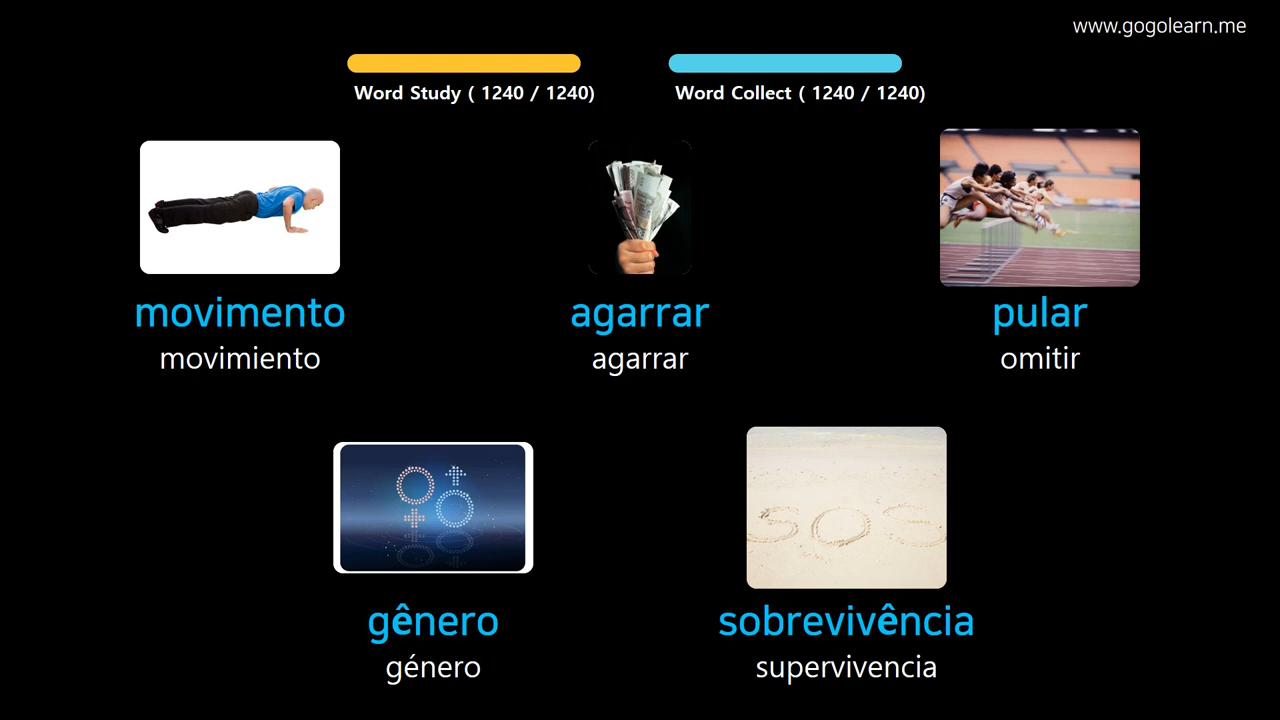 www.gogolearn.me
Word Study ( 1240 / 1240)
Word Collect ( 1240 / 1240)
movimento
movimiento
agarrar
agarrar
pular
omitir
SOS
gênero
género
sobrevivência
supervivencia